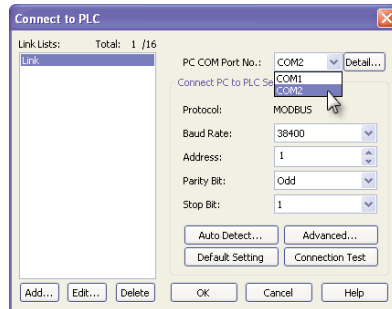 Connect to PLC
Link Lists: Total: 1 /16
Link
PC COM Port No.: COM2 Detail...
COM1
COM2
Connect PC to PLC Se
Protocol: MODBUS
Baud Rate: 38400
Address: 1
Parity Bit: Odd
Stop Bit: 1
Auto Detect... Advanced...
Default Setting Connection Test
Add... Edit... Delete OK Cancel Help